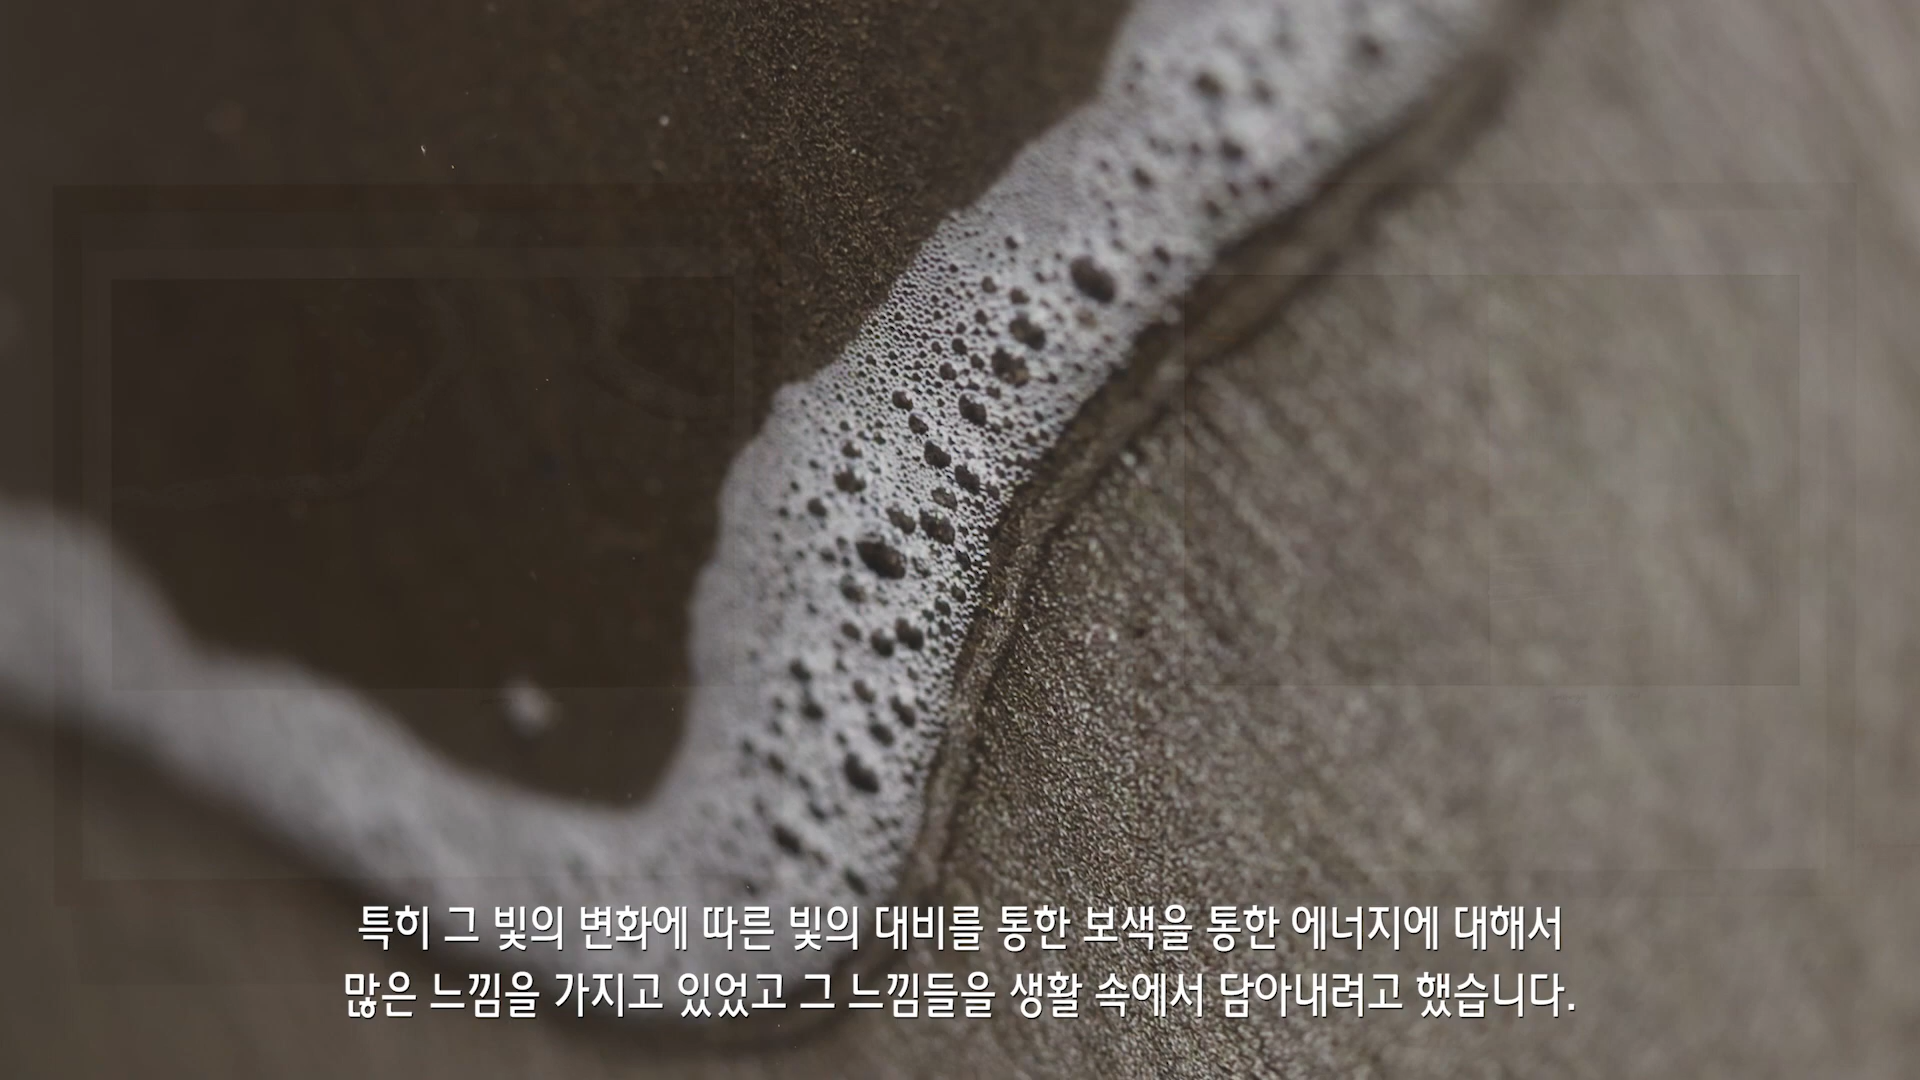 특히 그 빛의 변화에 따른 빛의 대비를 통한 보색을 통한 에너지에 대해서
많은 느낌을 가지고 있었고 그 느낌들을 생활 속에서 담아내려고 했습니다.